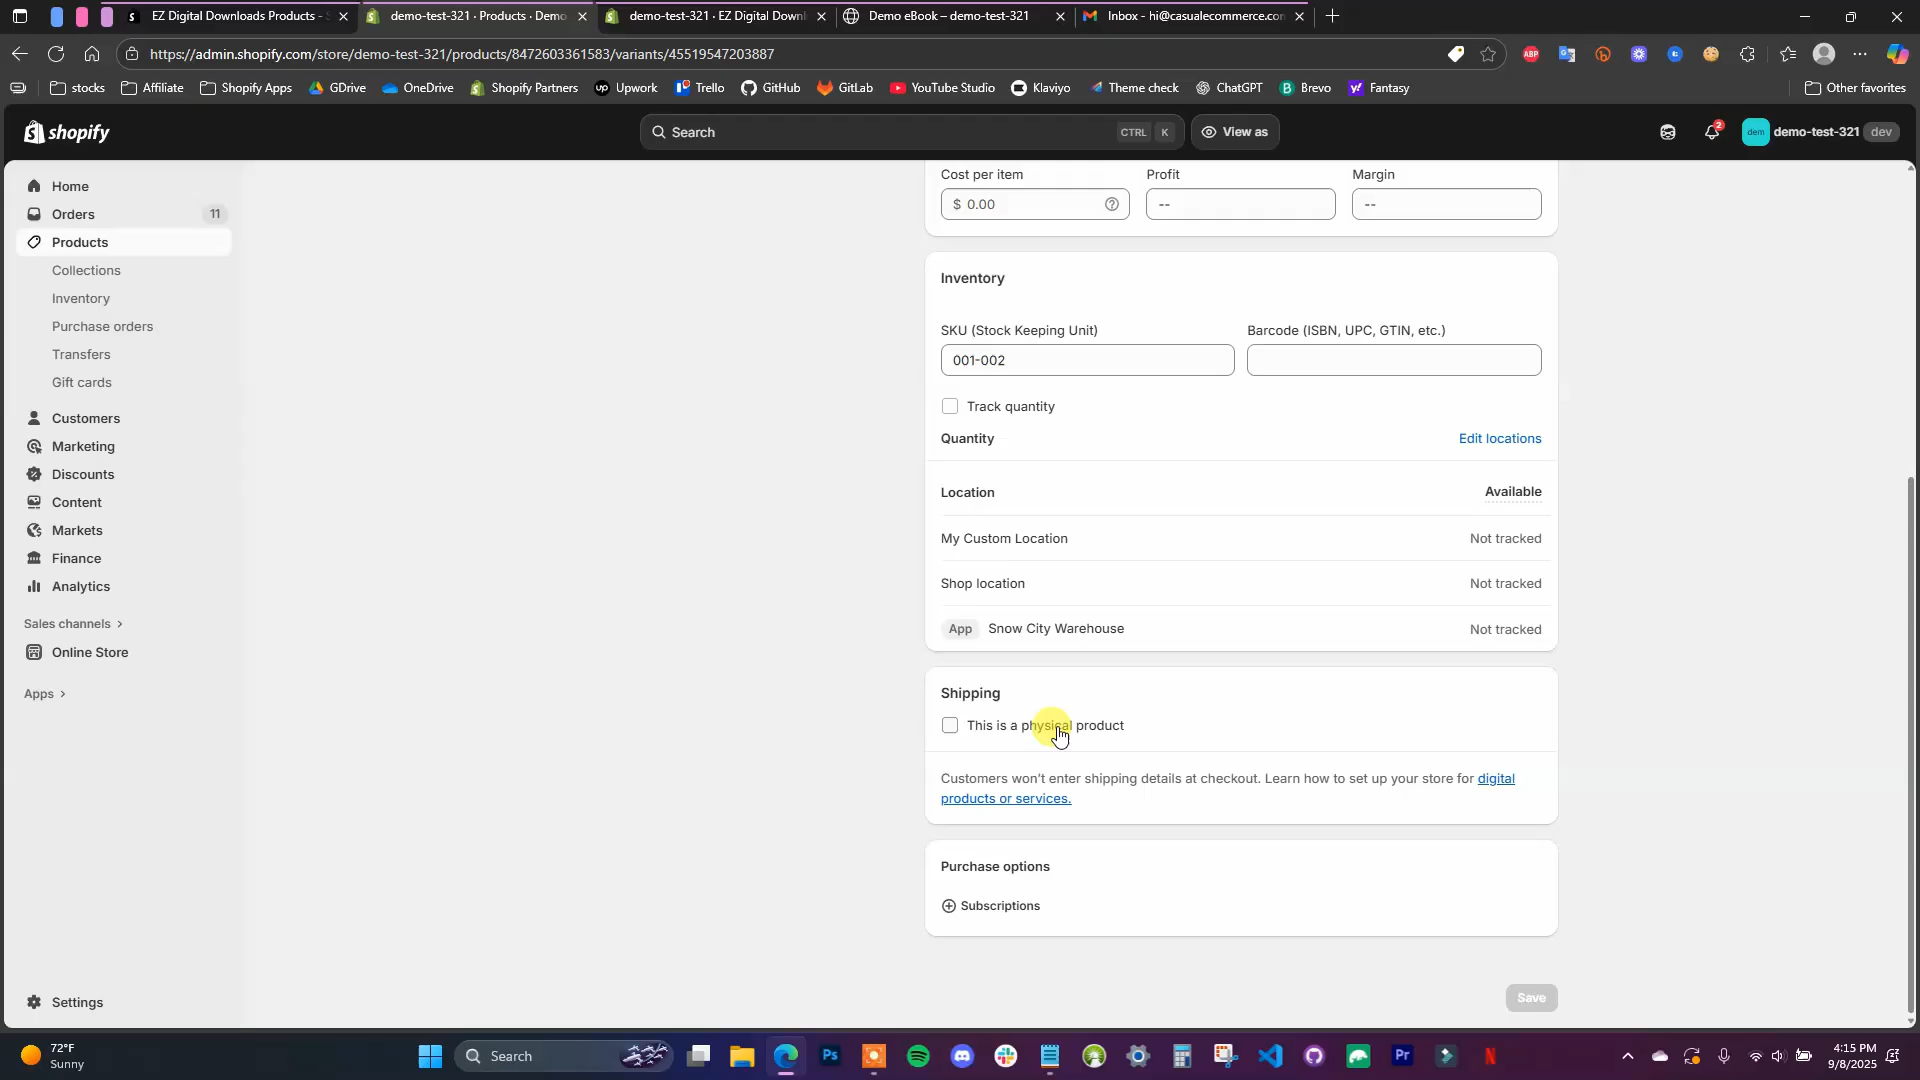 EZ Digital Downloads Products - S
demo-test-321 · Products · Demo
demo-test-321 · EZ Digital Down
Demo eBook – demo-test-321
Inbox - hi@casualecommerce.con
https://admin.shopify.com/store/demo-test-321/products/8472603361583/variants/45519547203887
ABP
stocks
Affiliate
Shopify Apps
GDrive
OneDrive
Shopify Partners
up Upwork
Trello
GitHub
GitLab
YouTube Studio
Klaviyo
Theme check
ChatGPT
Brevo
Fantasy
Other favorites
shopify
Search
CTRL K
View as
2
dem demo-test-321 dev
Home
Orders 11
Products
Collections
Inventory
Purchase orders
Transfers
Gift cards
Customers
Marketing
Discounts
Content
Markets
Finance
Analytics
Sales channels >
Online Store
Apps >
Settings
Cost per item
Profit
Margin
$ 0.00
--
--
Inventory
SKU (Stock Keeping Unit)
Barcode (ISBN, UPC, GTIN, etc.)
001-002
Track quantity
Quantity
Edit locations
Location
Available
My Custom Location
Not tracked
Shop location
Not tracked
App Snow City Warehouse
Not tracked
Shipping
This is a physical product
Customers won't enter shipping details at checkout. Learn how to set up your store for digital
products or services.
Purchase options
Subscriptions
Save
72°F
Sunny
Search
Ps
Pr
N
4:15 PM
9/8/2025